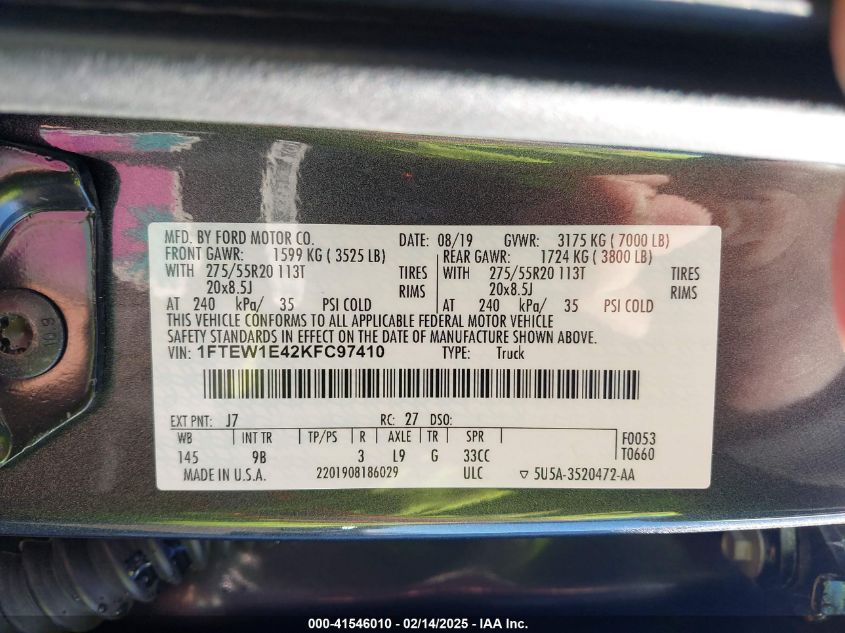 MFD. BY FORD MOTOR CO. DATE: 08/19 GVWR: 3175 KG ( 7000 LB)
FRONT GAWR: 1599 KG ( 3525 LB) REAR GAWR: 1724 KG ( 3800 LB)
WITH 275/55R20 113T TIRES WITH 275/55R20 113T TIRES
20x8.5J RIMS 20x8.5J RIMS
AT 240 kPa/ 35 PSI COLD AT 240 kPa/ 35 PSI COLD
THIS VEHICLE CONFORMS TO ALL APPLICABLE FEDERAL MOTOR VEHICLE
SAFETY STANDARDS IN EFFECT ON THE DATE OF MANUFACTURE SHOWN ABOVE.
VIN: 1FTEW1E42KFC97410 TYPE: Truck
EXT PNT: J7 RC: 27 DSO:
WB INT TR TP/PS R AXLE TR SPR F0053
145 9B 3 L9 G 33CC T0660
MADE IN U.S.A. 2201908186029 ULC ▽ 5U5A-3520472-AA
10.9
000-41546010 — 02/14/2025 — IAA Inc.